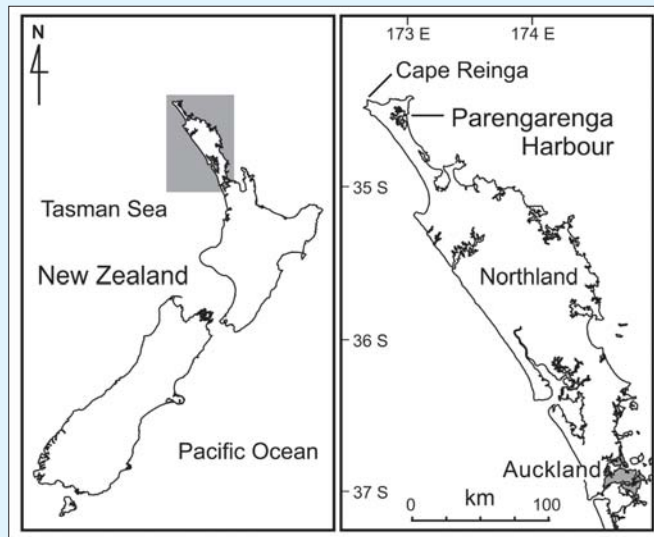 N
Tasman Sea
New Zealand
Pacific Ocean
173 E
174 E
Cape Reinga
Parengarenga
Harbour
35 S
Northland
36 S
Auckland
37 S
km
0
100